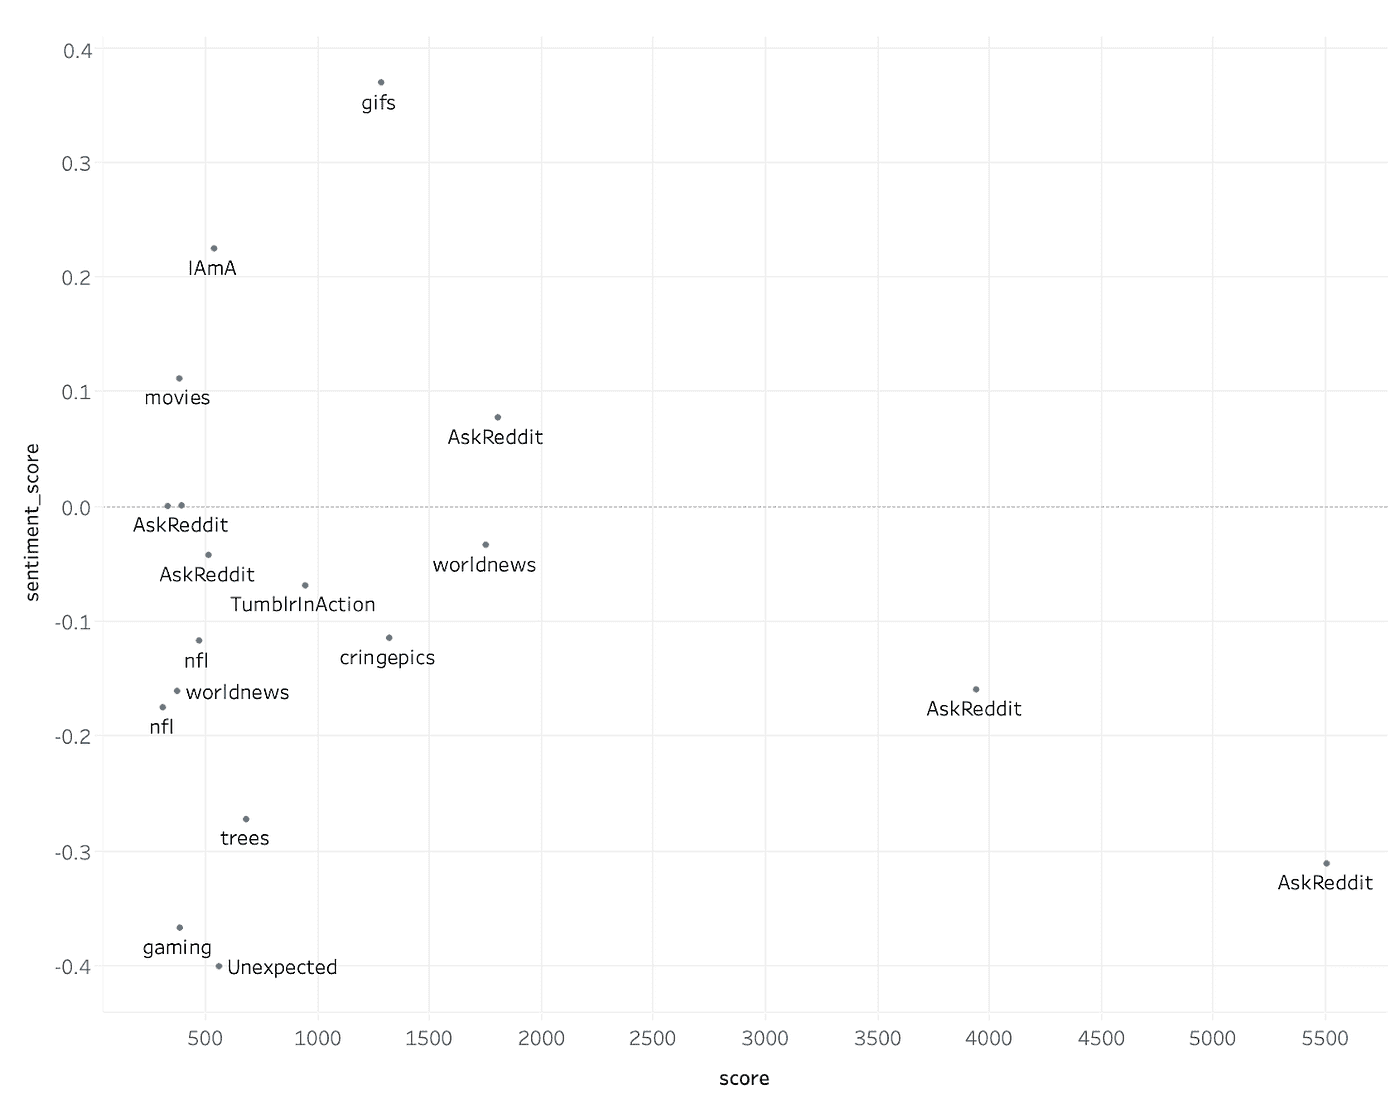 0.4
gifs
0.3
IAmA
0.2
0.1
movies
AskReddit
sentiment_score
0.0
AskReddit
worldnews
AskReddit
TumblrInAction
-0.1
nfl
cringepics
worldnews
AskReddit
nfl
-0.2
trees
-0.3
AskReddit
gaming
-0.4
Unexpected
500 1000 1500 2000 2500 3000 3500 4000 4500 5000 5500
score